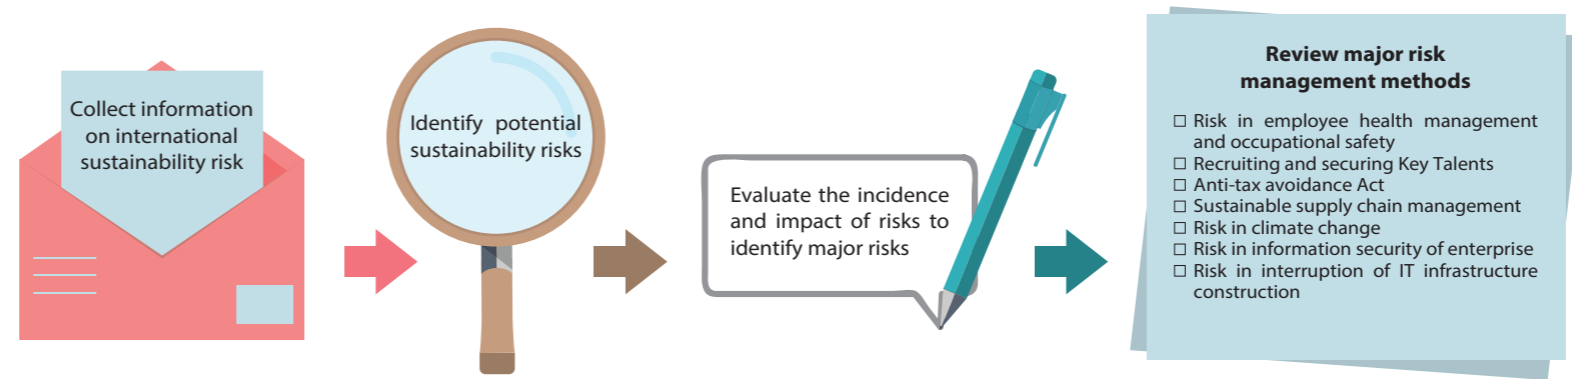 Collect information
on international
sustainability risk
Identify potential
sustainability risks
Evaluate the incidence
and impact of risks to
identify major risks
Review major risk
management methods
☐ Risk in employee health management
and occupational safety
☐ Recruiting and securing Key Talents
☐ Anti-tax avoidance Act
☐ Sustainable supply chain management
☐ Risk in climate change
☐ Risk in information security of enterprise
☐ Risk in interruption of IT infrastructure
construction